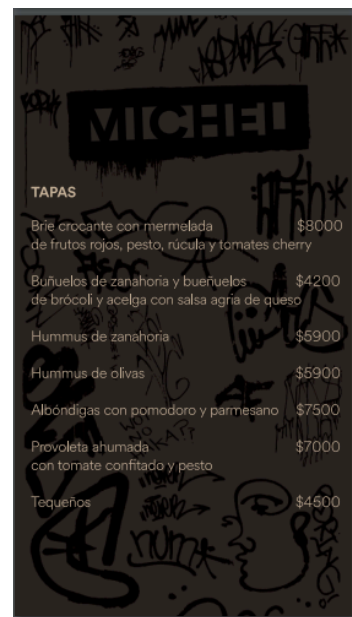 MICHEL
TAPAS
Brie crocante con mermelada $8000
de frutos rojos, pesto, rúcula y tomates cherry
Buñuelos de zanahoria y bueñuelos $4200
de brócoli y acelga con salsa agria de queso
Hummus de zanahoria $5900
Hummus de olivas $5900
Albóndigas con pomodoro y parmesano $7500
Provoleta ahumada $7000
con tomate confitado y pesto
Tequeños $4500